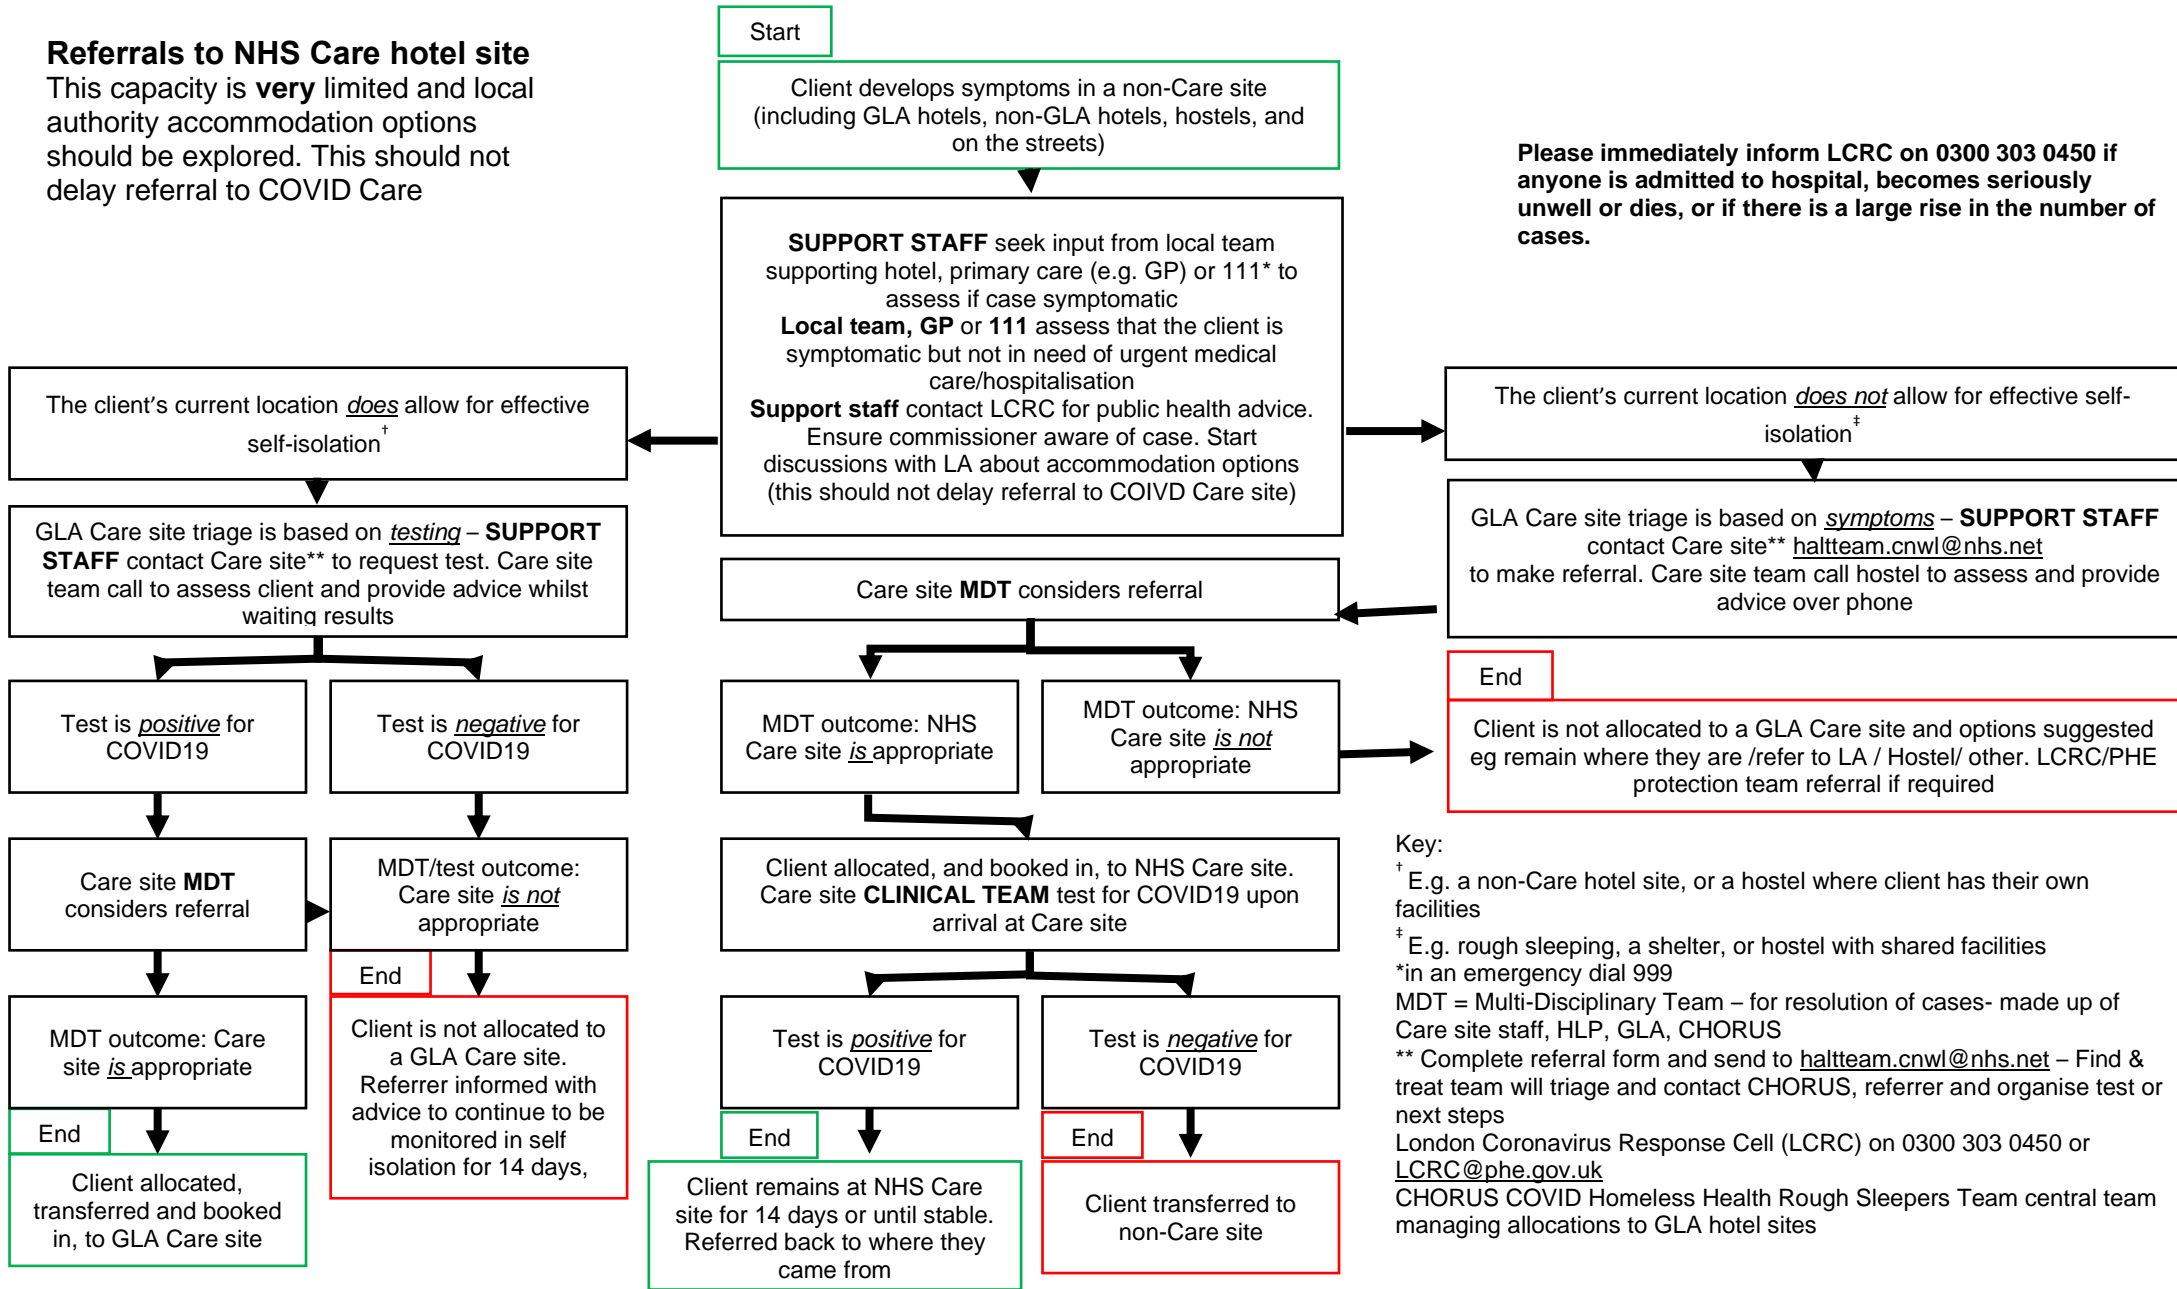 Referrals to NHS Care hotel site
This capacity is very limited and local
authority accommodation options
should be explored. This should not
delay referral to COVID Care
Start
Client develops symptoms in a non-Care site
(including GLA hotels, non-GLA hotels, hostels, and
on the streets)
Please immediately inform LCRC on 0300 303 0450 if
anyone is admitted to hospital, becomes seriously
unwell or dies, or if there is a large rise in the number of
cases.
SUPPORT STAFF seek input from local team
supporting hotel, primary care (e.g. GP) or 111* to
assess if case symptomatic
Local team, GP or 111 assess that the client is
symptomatic but not in need of urgent medical
care/hospitalisation
Support staff contact LCRC for public health advice.
Ensure commissioner aware of case. Start
discussions with LA about accommodation options
(this should not delay referral to COIVD Care site)
The client's current location does allow for effective
self-isolation†
GLA Care site triage is based on testing – SUPPORT
STAFF contact Care site** to request test. Care site
team call to assess client and provide advice whilst
waiting results
Test is positive for
COVID19
Test is negative for
COVID19
Care site MDT
considers referral
MDT/test outcome:
Care site is not
appropriate
MDT outcome: Care
site is appropriate
End
Client is not allocated to
a GLA Care site.
Referrer informed with
advice to continue to be
monitored in self
isolation for 14 days,
End
Client allocated,
transferred and booked
in, to GLA Care site
The client's current location does not allow for effective self-
isolation‡
GLA Care site triage is based on symptoms – SUPPORT STAFF
contact Care site** haltteam.cnwl@nhs.net
to make referral. Care site team call hostel to assess and provide
advice over phone
Care site MDT considers referral
MDT outcome: NHS
Care site is appropriate
MDT outcome: NHS
Care site is not
appropriate
End
Client is not allocated to a GLA Care site and options suggested
eg remain where they are /refer to LA / Hostel/ other. LCRC/PHE
protection team referral if required
Client allocated, and booked in, to NHS Care site.
Care site CLINICAL TEAM test for COVID19 upon
arrival at Care site
Test is positive for
COVID19
Test is negative for
COVID19
End
Client remains at NHS Care
site for 14 days or until stable.
Referred back to where they
came from
End
Client transferred to
non-Care site
Key:
† E.g. a non-Care hotel site, or a hostel where client has their own
facilities
‡ E.g. rough sleeping, a shelter, or hostel with shared facilities
*in an emergency dial 999
MDT = Multi-Disciplinary Team – for resolution of cases- made up of
Care site staff, HLP, GLA, CHORUS
** Complete referral form and send to haltteam.cnwl@nhs.net – Find &
treat team will triage and contact CHORUS, referrer and organise test or
next steps
London Coronavirus Response Cell (LCRC) on 0300 303 0450 or
LCRC@phe.gov.uk
CHORUS COVID Homeless Health Rough Sleepers Team central team
managing allocations to GLA hotel sites